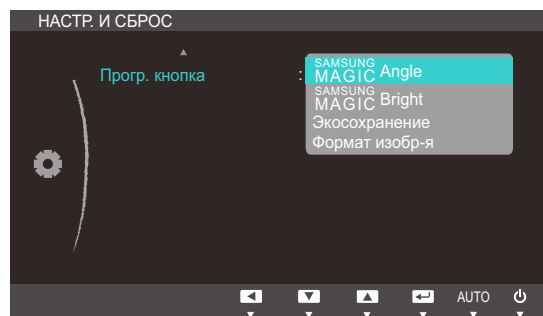 НАСТР. И СБРОС
Прогр. кнопка : SAMSUNG MAGIC Angle
SAMSUNG MAGIC Bright
Экосохранение
Формат изобр-я
AUTO